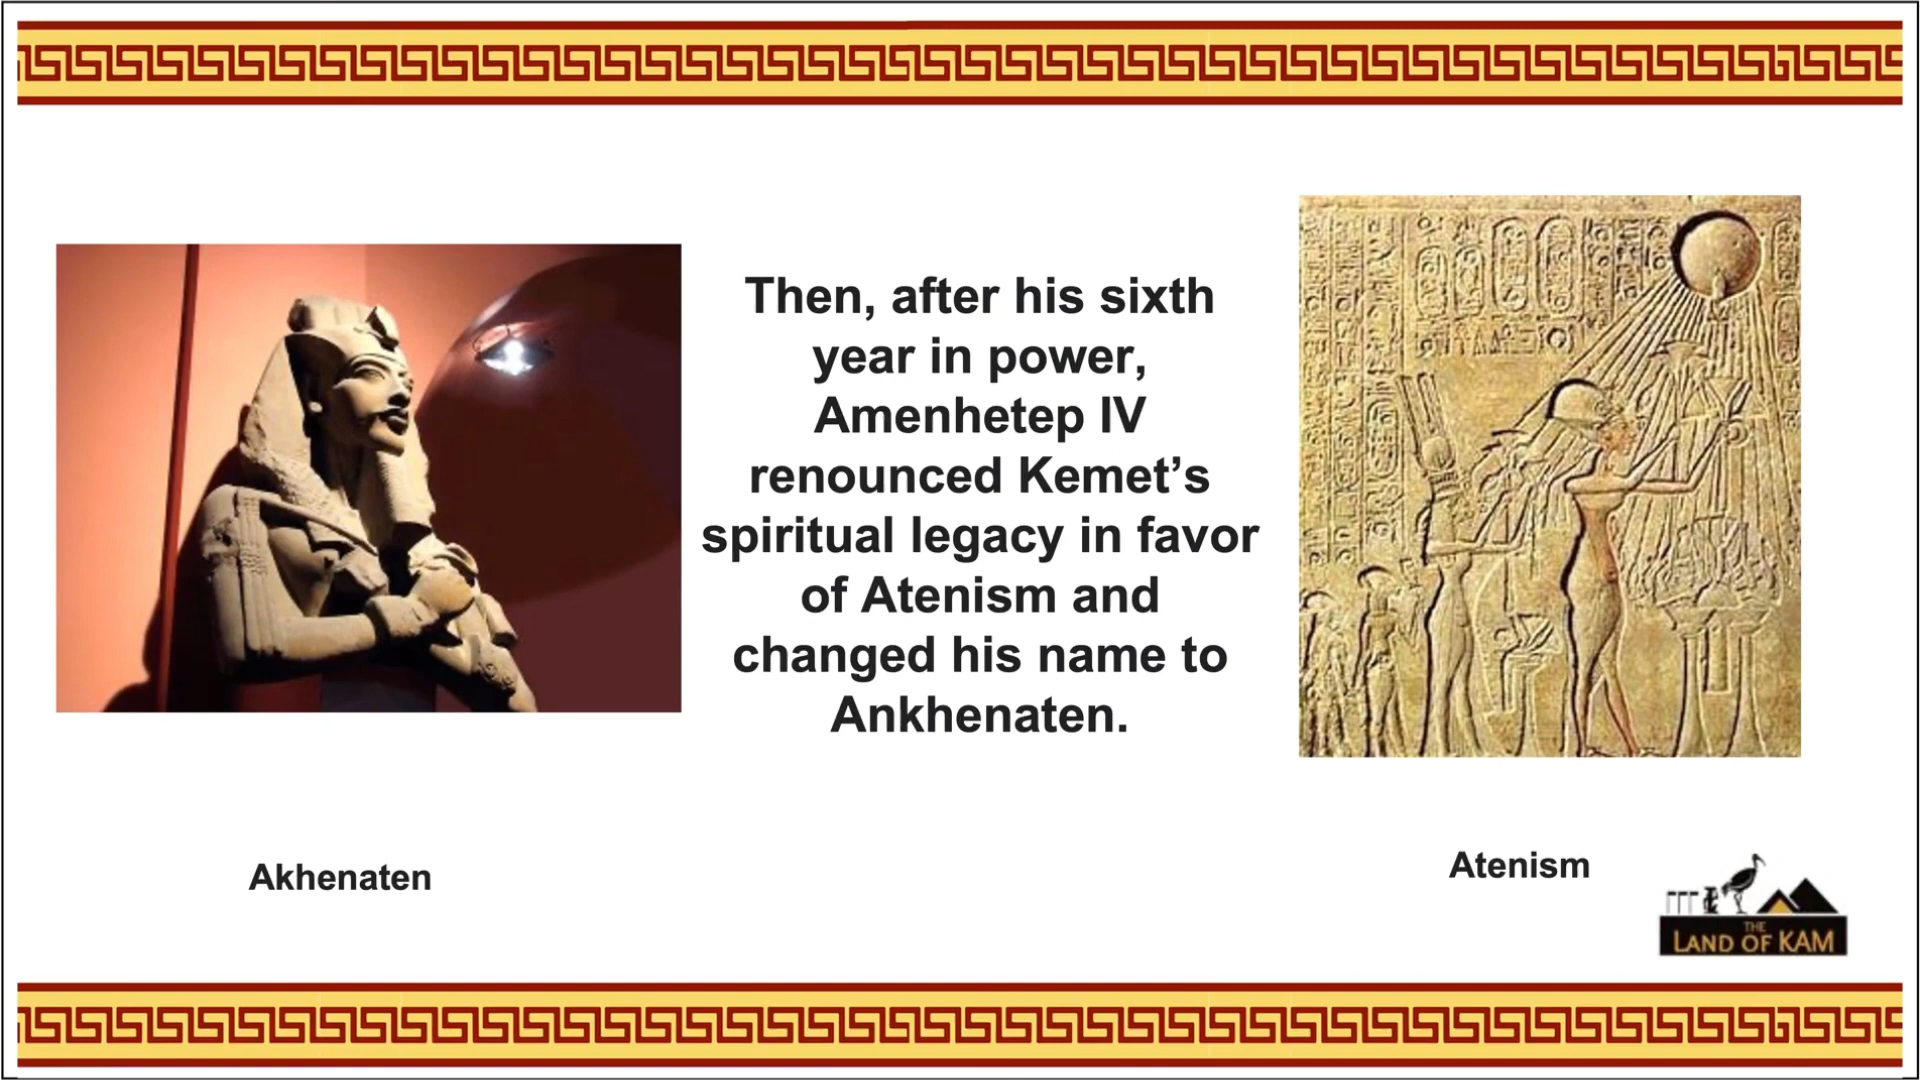 Then, after his sixth
year in power,
Amenhetep IV
renounced Kemet’s
spiritual legacy in favor
of Atenism and
changed his name to
Ankhenaten.
Akhenaten
Atenism
THE
LAND OF KAM